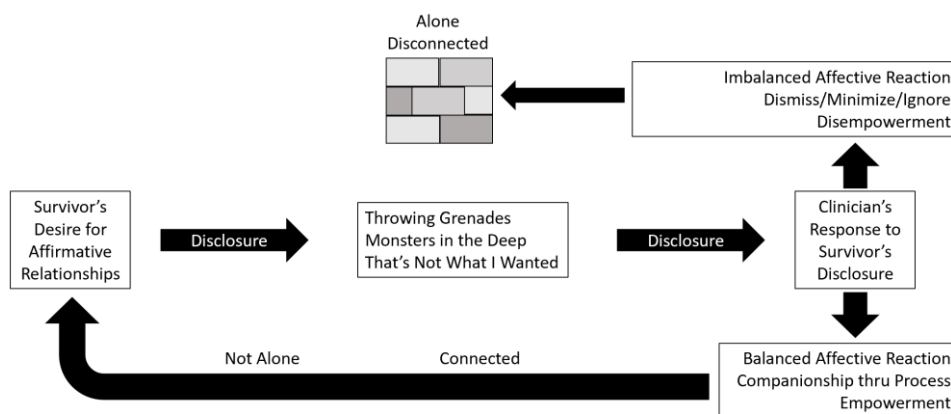 Alone
Disconnected
Imbalanced Affective Reaction
Dismiss/Minimize/Ignore
Disempowerment
Survivor's
Desire for
Affirmative
Relationships
Disclosure
Throwing Grenades
Monsters in the Deep
That's Not What I Wanted
Disclosure
Clinician's
Response to
Survivor's
Disclosure
Not Alone
Connected
Balanced Affective Reaction
Companionship thru Process
Empowerment